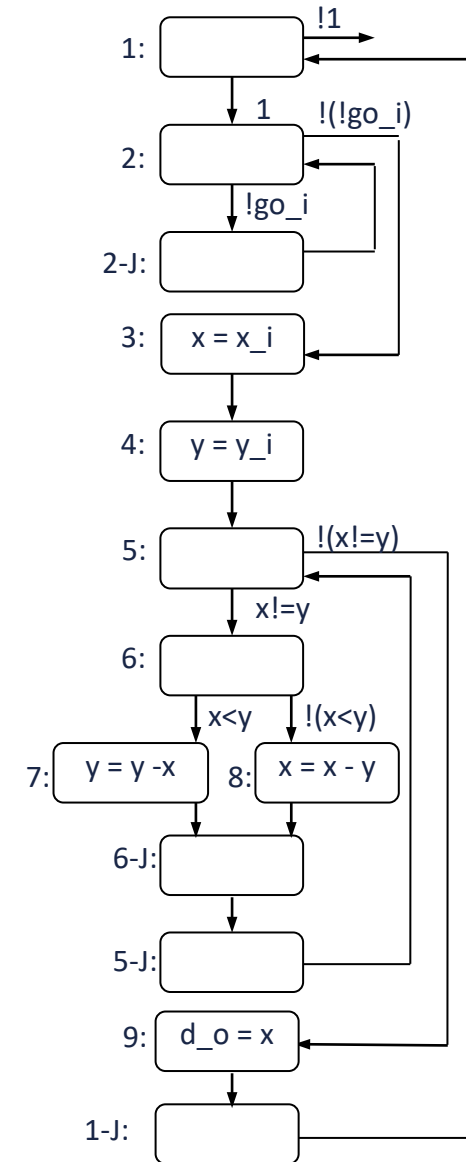 !1
1:
1
!(!go_i)
2:
!go_i
2-J:
3:
x = x_i
4:
y = y_i
!(x!=y)
5:
x!=y
6:
x<y
!(x<y)
7:
y = y -x
8:
x = x - y
6-J:
5-J:
9:
d_o = x
1-J: